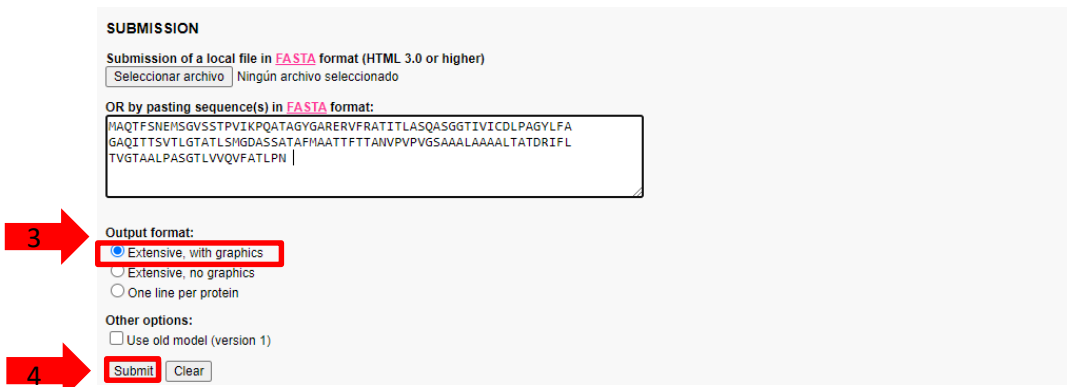 SUBMISSION
Submission of a local file in FASTA format (HTML 3.0 or higher)
Seleccionar archivo Ningún archivo seleccionado
OR by pasting sequence(s) in FASTA format:
MAQTFSNEMSGVSSTPVIKPQATAGYGARERVFRATITLASQASGGTIVICDLPAGYLFA
GAQITTSVTLGTATLSMGDASSATAFMAATTFTTANVPVPVGSAAALAAAALTATDRIFL
TVGTAALPASGTLVVQVFATLPN
3
Output format:
Extensive, with graphics
Extensive, no graphics
One line per protein
Other options:
Use old model (version 1)
4
Submit Clear